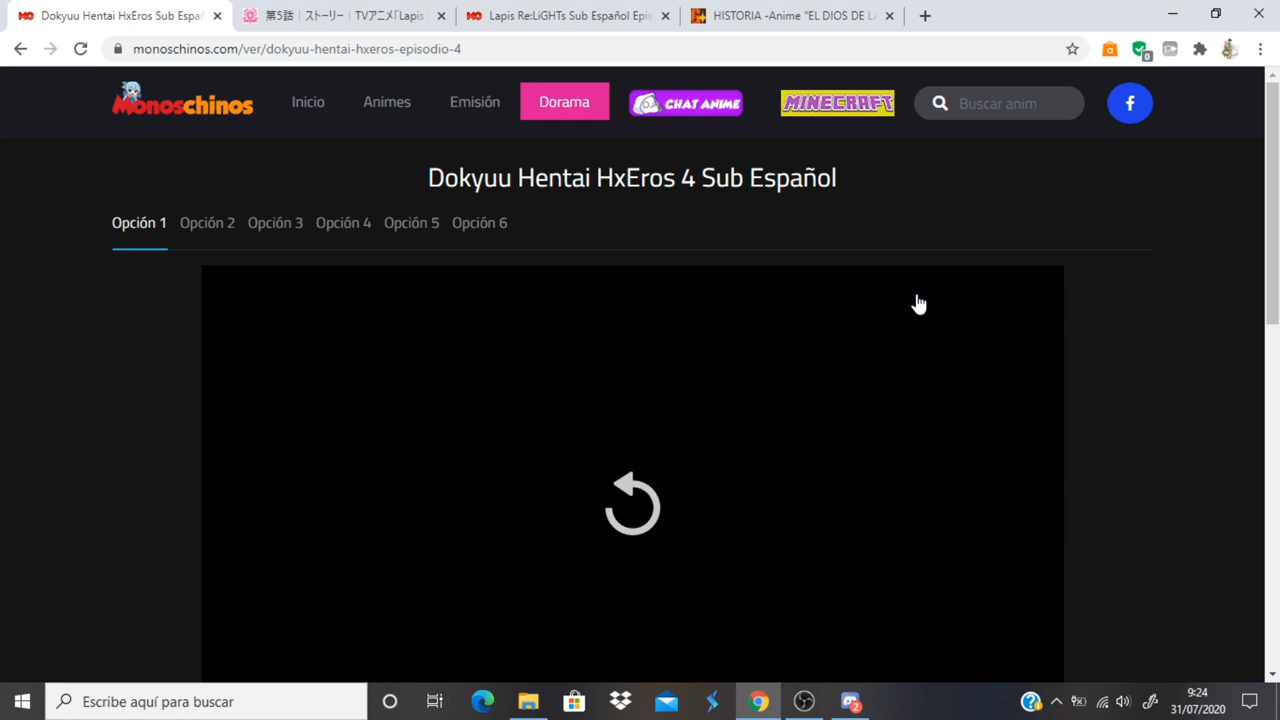 Dokyuu Hentai HxEros Sub Espa
第5話｜ストーリー｜TVアニメ「Lapis
Lapis Re:LiGHTs Sub Español Epis
HISTORIA -Anime "EL DIOS DE L
monoschinos.com/ver/dokyuu-hentai-hxeros-episodio-4
0
Monoschinos
Inicio
Animes
Emisión
Dorama
CHAT ANIME
MINECRAFT
Buscar anim
Dokyuu Hentai HxEros 4 Sub Español
Opción 1
Opción 2
Opción 3
Opción 4
Opción 5
Opción 6
Escribe aquí para buscar
2
9:24
31/07/2020